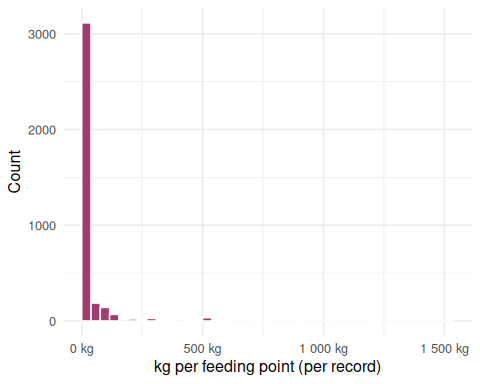 3000
2000
1000
0
Count
0 kg 500 kg 1 000 kg 1 500 kg
kg per feeding point (per record)